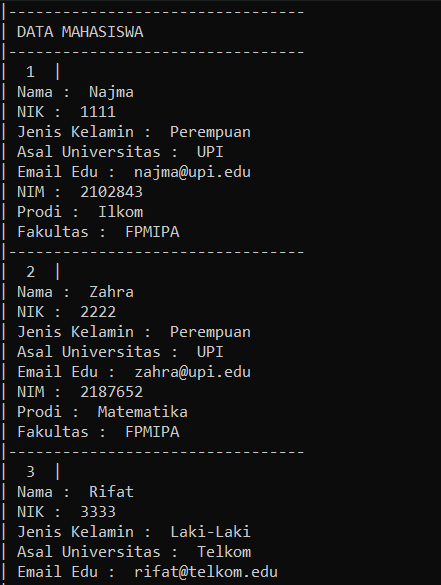 |---------------------------------
| DATA MAHASISWA
|---------------------------------
|  1  |
| Nama :  Najma
| NIK :  1111
| Jenis Kelamin :  Perempuan
| Asal Universitas :  UPI
| Email Edu :  najma@upi.edu
| NIM :  2102843
| Prodi :  Ilkom
| Fakultas :  FPMIPA
|---------------------------------
|  2  |
| Nama :  Zahra
| NIK :  2222
| Jenis Kelamin :  Perempuan
| Asal Universitas :  UPI
| Email Edu :  zahra@upi.edu
| NIM :  2187652
| Prodi :  Matematika
| Fakultas :  FPMIPA
|---------------------------------
|  3  |
| Nama :  Rifat
| NIK :  3333
| Jenis Kelamin :  Laki-Laki
| Asal Universitas :  Telkom
| Email Edu :  rifat@telkom.edu